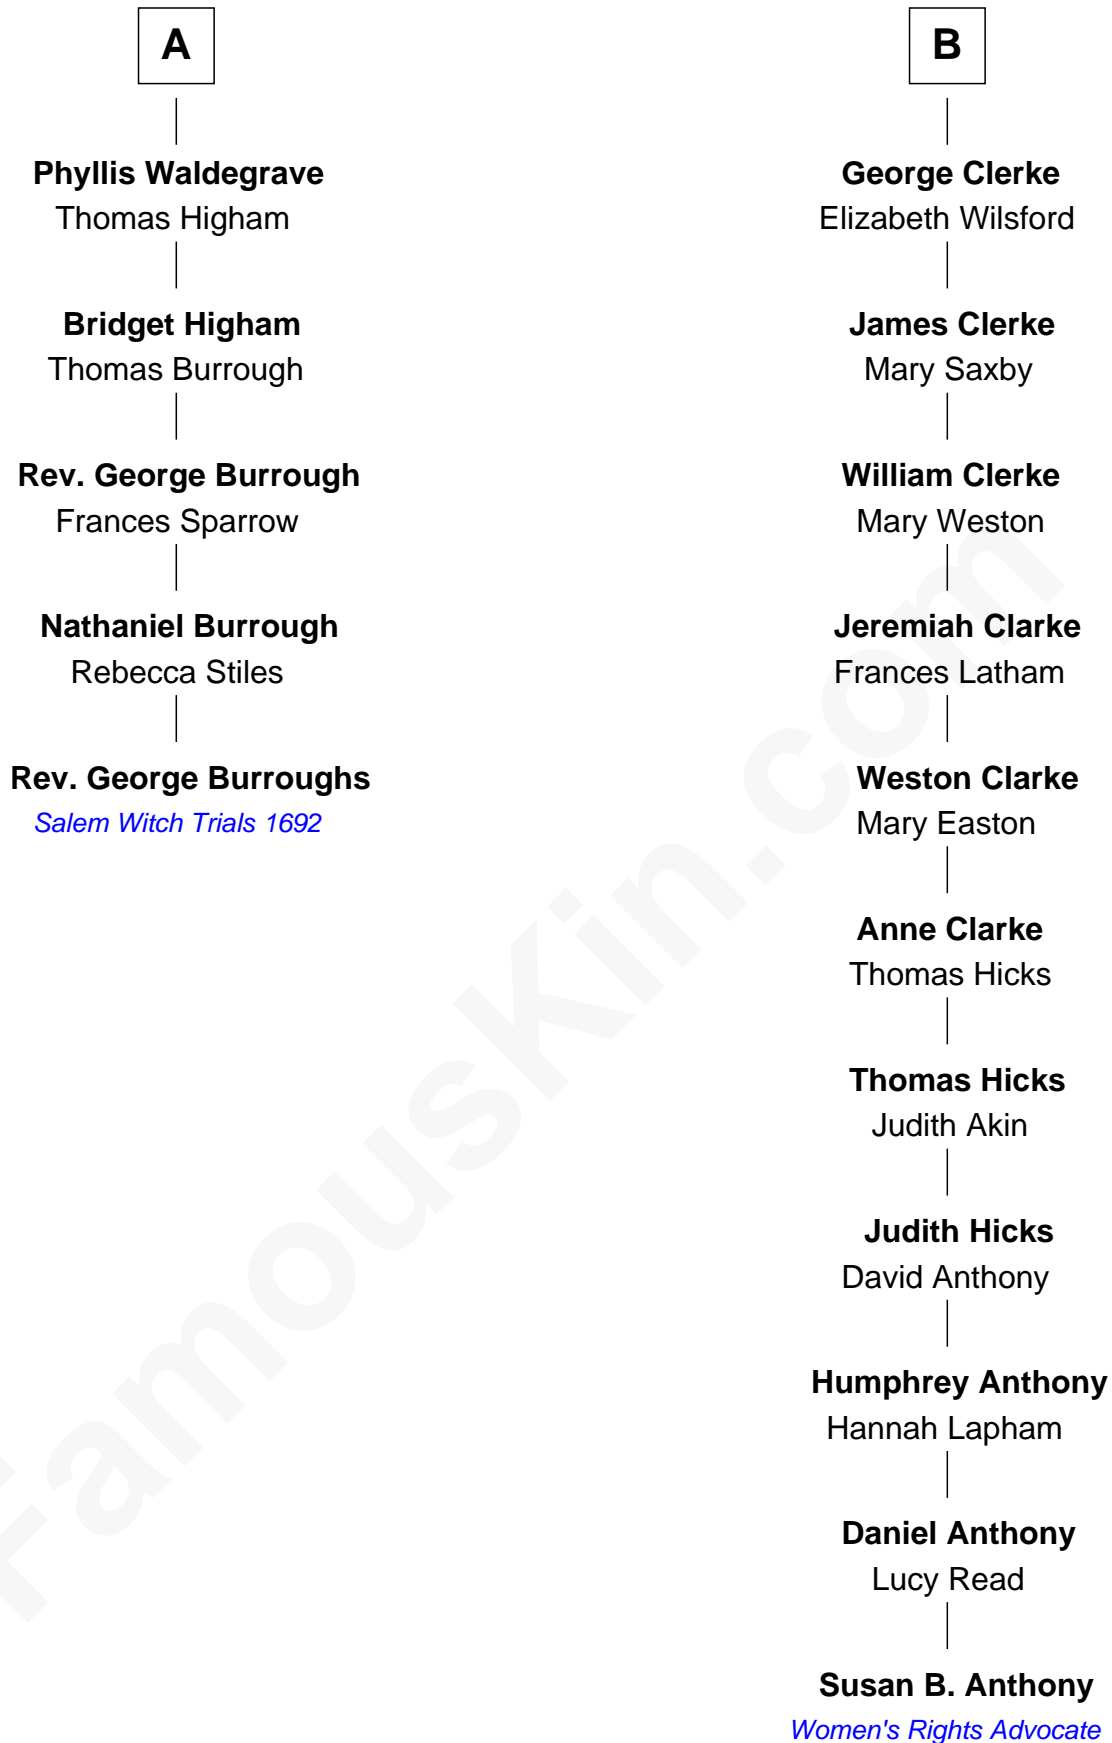 A
Phyllis Waldegrave
Thomas Higham
Bridget Higham
Thomas Burrough
Rev. George Burrough
Frances Sparrow
Nathaniel Burrough
Rebecca Stiles
Rev. George Burroughs
Salem Witch Trials 1692
B
George Clerke
Elizabeth Wilsford
James Clerke
Mary Saxby
William Clerke
Mary Weston
Jeremiah Clarke
Frances Latham
Weston Clarke
Mary Easton
Anne Clarke
Thomas Hicks
Thomas Hicks
Judith Akin
Judith Hicks
David Anthony
Humphrey Anthony
Hannah Lapham
Daniel Anthony
Lucy Read
Susan B. Anthony
Women's Rights Advocate
FamousKin.com